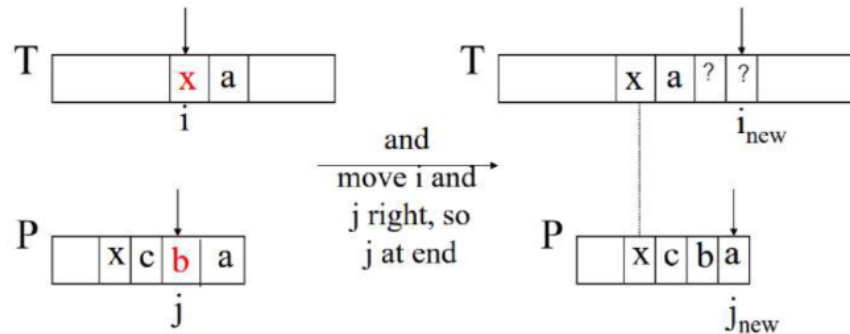 T x a T x a ? ?
i i new
and
move i and
j right, so
j at end
P x c b a P x c b a
j j new